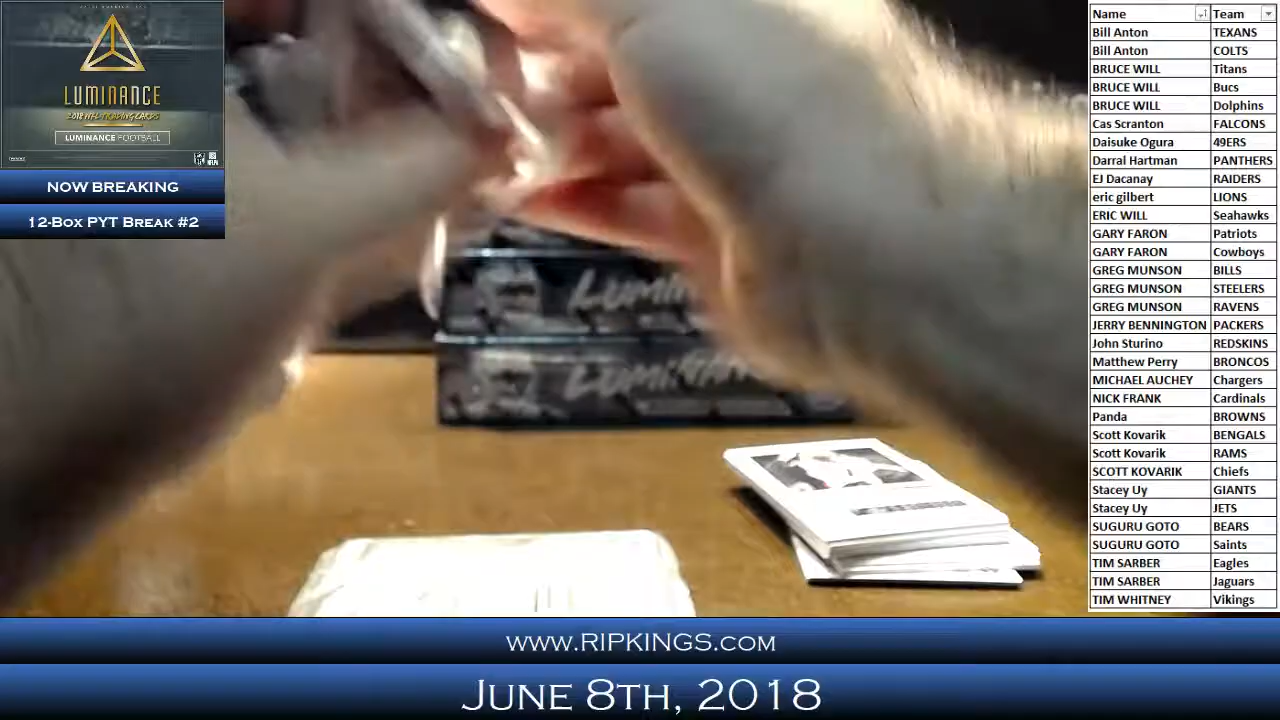 LUMINANCE
2018 NFL TRADING CARDS
LUMINANCE FOOTBALL
NOW BREAKING
12-BOX PYT BREAK #2
Name Team
Bill Anton TEXANS
Bill Anton COLTS
BRUCE WILL Titans
BRUCE WILL Bucs
BRUCE WILL Dolphins
Cas Scranton FALCONS
Daisuke Ogura 49ERS
Darral Hartman PANTHERS
EJ Dacanay RAIDERS
eric gilbert LIONS
ERIC WILL Seahawks
GARY FARON Patriots
GARY FARON Cowboys
GREG MUNSON BILLS
GREG MUNSON STEELERS
GREG MUNSON RAVENS
JERRY BENNINGTON PACKERS
John Sturino REDSKINS
Matthew Perry BRONCOS
MICHAEL AUCHEY Chargers
NICK FRANK Cardinals
Panda BROWNS
Scott Kovarik BENGALS
Scott Kovarik RAMS
SCOTT KOVARIK Chiefs
Stacey Uy GIANTS
Stacey Uy JETS
SUGURU GOTO BEARS
SUGURU GOTO Saints
TIM SARBER Eagles
TIM SARBER Jaguars
TIM WHITNEY Vikings
www.RIPKINGS.com
JUNE 8TH, 2018